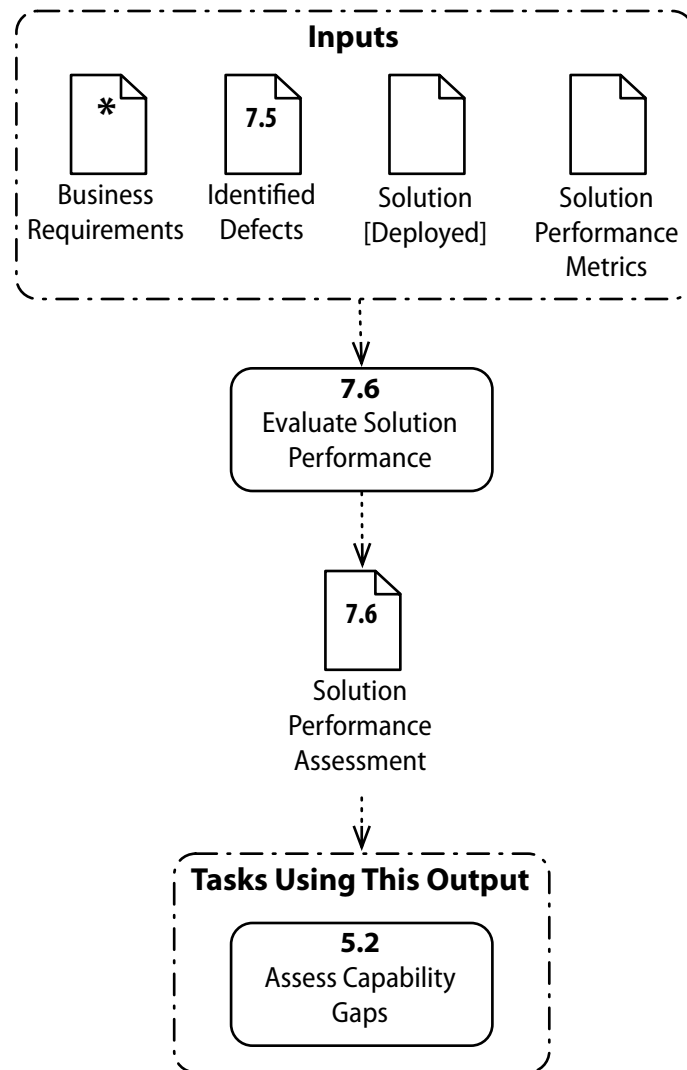 Inputs
*
7.5
Business
Requirements
Identified
Defects
Solution
[Deployed]
Solution
Performance
Metrics
7.6
Evaluate Solution
Performance
7.6
Solution
Performance
Assessment
Tasks Using This Output
5.2
Assess Capability
Gaps